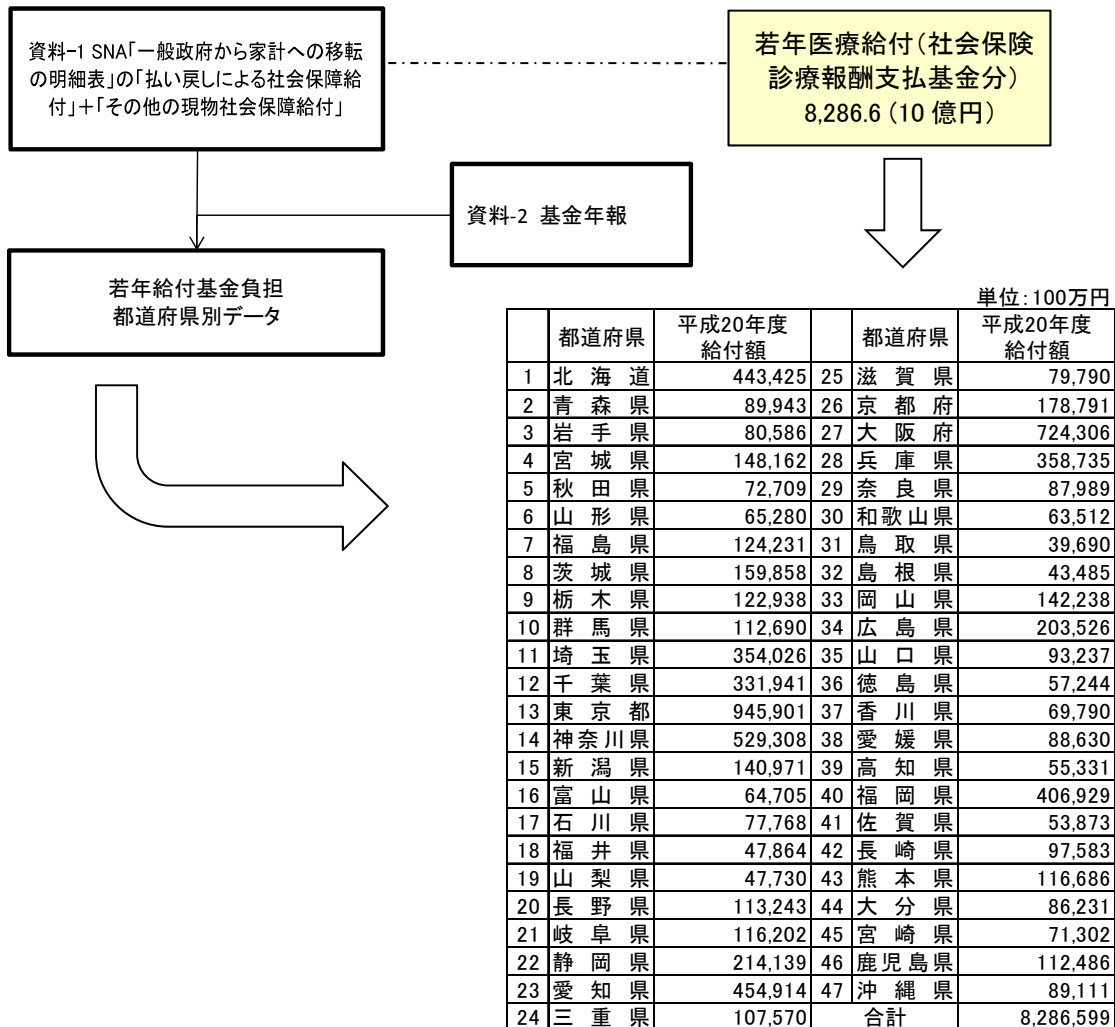 資料-1 SNA「一般政府から家計への移転
の明細表」の「払い戻しによる社会保障給
付」+「その他の現物社会保障給付」
若年医療給付(社会保険
診療報酬支払基金分)
8,286.6(10 億円)
資料-2 基金年報
若年給付基金負担
都道府県別データ
単位:100万円
都道府県 平成20年度 給付額 都道府県 平成20年度 給付額
1 北海道 443,425 25 滋賀県 79,790
2 青森県 89,943 26 京都府 178,791
3 岩手県 80,586 27 大阪府 724,306
4 宮城県 148,162 28 兵庫県 358,735
5 秋田県 72,709 29 奈良県 87,989
6 山形県 65,280 30 和歌山県 63,512
7 福島県 124,231 31 鳥取県 39,690
8 茨城県 159,858 32 島根県 43,485
9 栃木県 122,938 33 岡山県 142,238
10 群馬県 112,690 34 広島県 203,526
11 埼玉県 354,026 35 山口県 93,237
12 千葉県 331,941 36 徳島県 57,244
13 東京都 945,901 37 香川県 69,790
14 神奈川県 529,308 38 愛媛県 88,630
15 新潟県 140,971 39 高知県 55,331
16 富山県 64,705 40 福岡県 406,929
17 石川県 77,768 41 佐賀県 53,873
18 福井県 47,864 42 長崎県 97,583
19 山梨県 47,730 43 熊本県 116,686
20 長野県 113,243 44 大分県 86,231
21 岐阜県 116,202 45 宮崎県 71,302
22 静岡県 214,139 46 鹿児島県 112,486
23 愛知県 454,914 47 沖縄県 89,111
24 三重県 107,570 合計 8,286,599